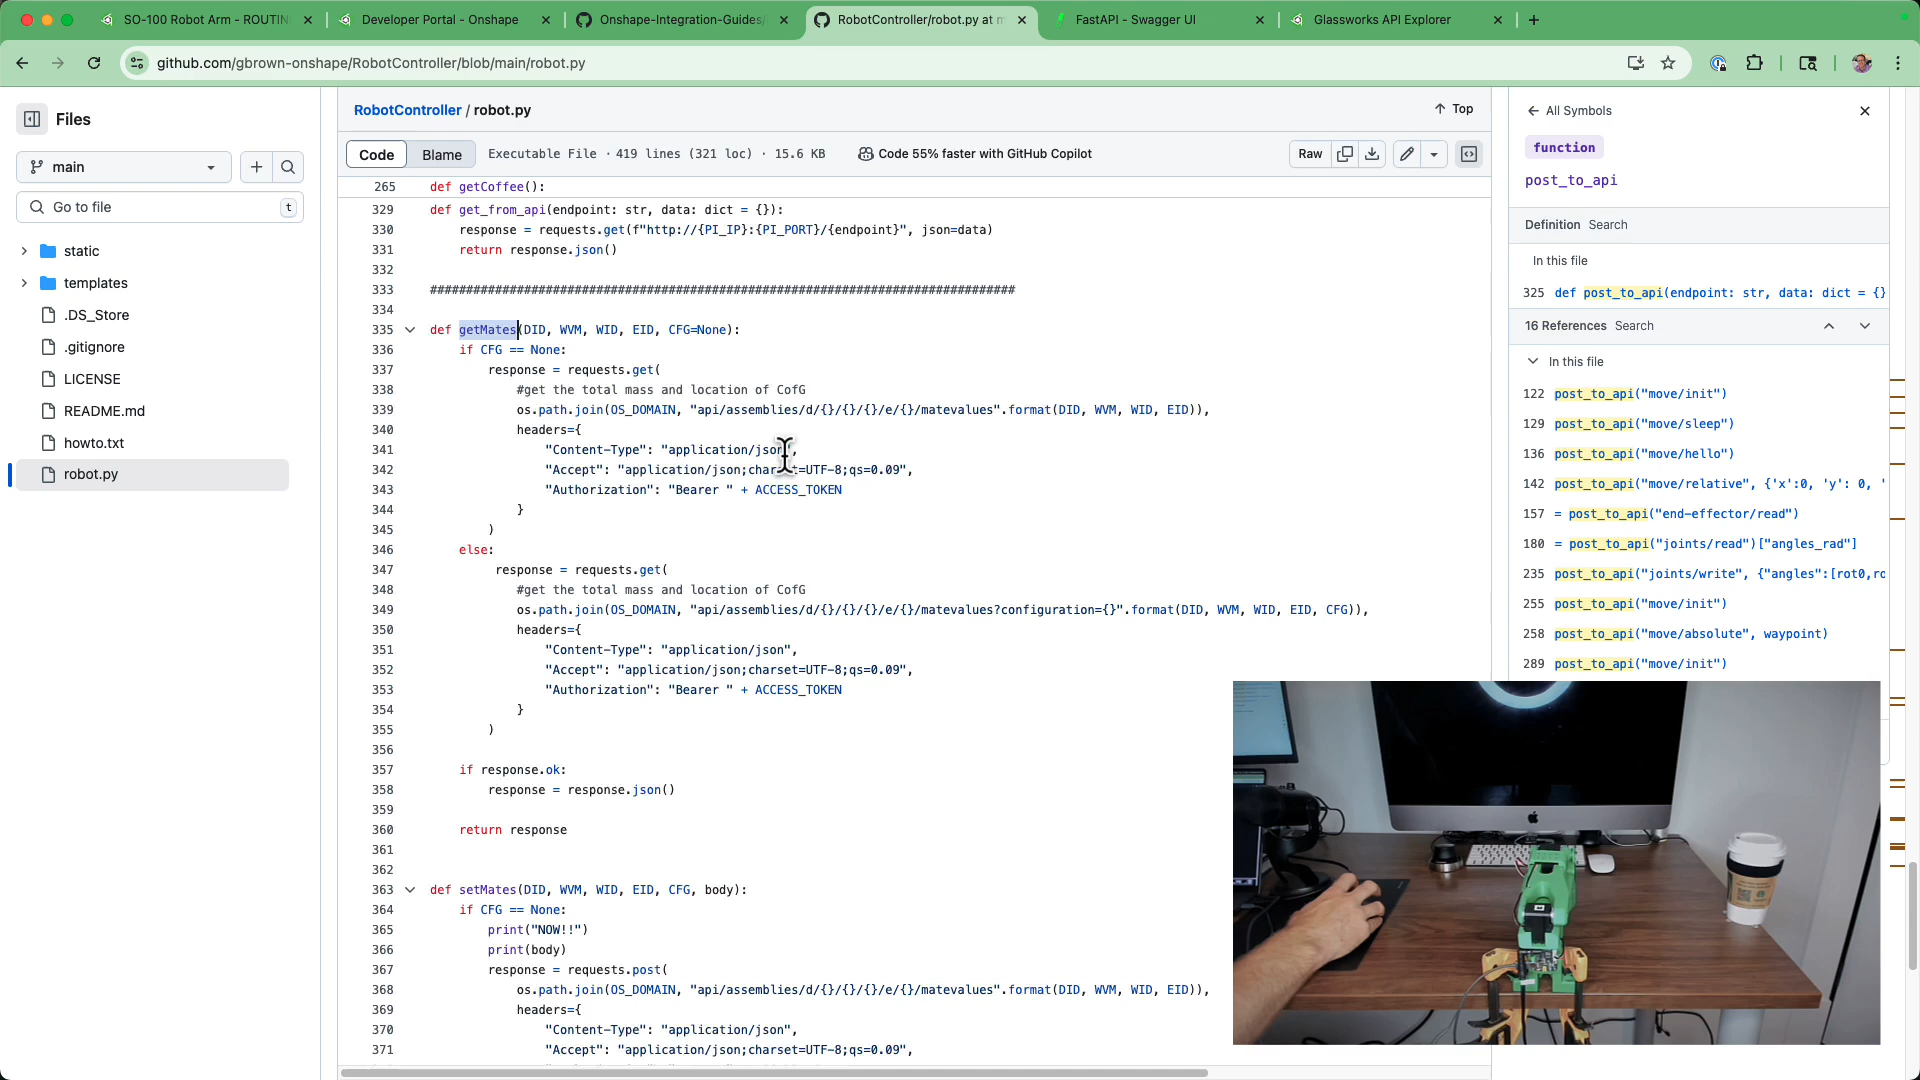 SO-100 Robot Arm - ROUTIN
Developer Portal - Onshape
Onshape-Integration-Guides/
RobotController/robot.py at m
FastAPI - Swagger UI
Glassworks API Explorer
github.com/gbrown-onshape/RobotController/blob/main/robot.py
Files
main
Go to file
t
static
templates
.DS_Store
.gitignore
LICENSE
README.md
howto.txt
robot.py
RobotController / robot.py
Top
Code
Blame
Executable File · 419 lines (321 loc) · 15.6 KB
Code 55% faster with GitHub Copilot
Raw
265 def getCoffee():
329 def get_from_api(endpoint: str, data: dict = {}):
330 response = requests.get(f"http://{PI_IP}:{PI_PORT}/{endpoint}", json=data)
331 return response.json()
332
333 #################################################################################
334
335 def getMates(DID, WVM, WID, EID, CFG=None):
336 if CFG == None:
337 response = requests.get(
338 #get the total mass and location of CofG
339 os.path.join(OS_DOMAIN, "api/assemblies/d/{}/{}/{}/e/{}/matevalues".format(DID, WVM, WID, EID)),
340 headers={
341 "Content-Type": "application/json",
342 "Accept": "application/json;charset=UTF-8;qs=0.09",
343 "Authorization": "Bearer " + ACCESS_TOKEN
344 }
345 )
346 else:
347 response = requests.get(
348 #get the total mass and location of CofG
349 os.path.join(OS_DOMAIN, "api/assemblies/d/{}/{}/{}/e/{}/matevalues?configuration={}".format(DID, WVM, WID, EID, CFG)),
350 headers={
351 "Content-Type": "application/json",
352 "Accept": "application/json;charset=UTF-8;qs=0.09",
353 "Authorization": "Bearer " + ACCESS_TOKEN
354 }
355 )
356
357 if response.ok:
358 response = response.json()
359
360 return response
361
362
363 def setMates(DID, WVM, WID, EID, CFG, body):
364 if CFG == None:
365 print("NOW!!")
366 print(body)
367 response = requests.post(
368 os.path.join(OS_DOMAIN, "api/assemblies/d/{}/{}/{}/e/{}/matevalues".format(DID, WVM, WID, EID)),
369 headers={
370 "Content-Type": "application/json",
371 "Accept": "application/json;charset=UTF-8;qs=0.09",
All Symbols
function
post_to_api
Definition Search
In this file
325 def post_to_api(endpoint: str, data: dict = {}
16 References Search
In this file
122 post_to_api("move/init")
129 post_to_api("move/sleep")
136 post_to_api("move/hello")
142 post_to_api("move/relative", {'x':0, 'y': 0, '
157 = post_to_api("end-effector/read")
180 = post_to_api("joints/read")["angles_rad"]
235 post_to_api("joints/write", {"angles":[rot0,ro
255 post_to_api("move/init")
258 post_to_api("move/absolute", waypoint)
289 post_to_api("move/init")